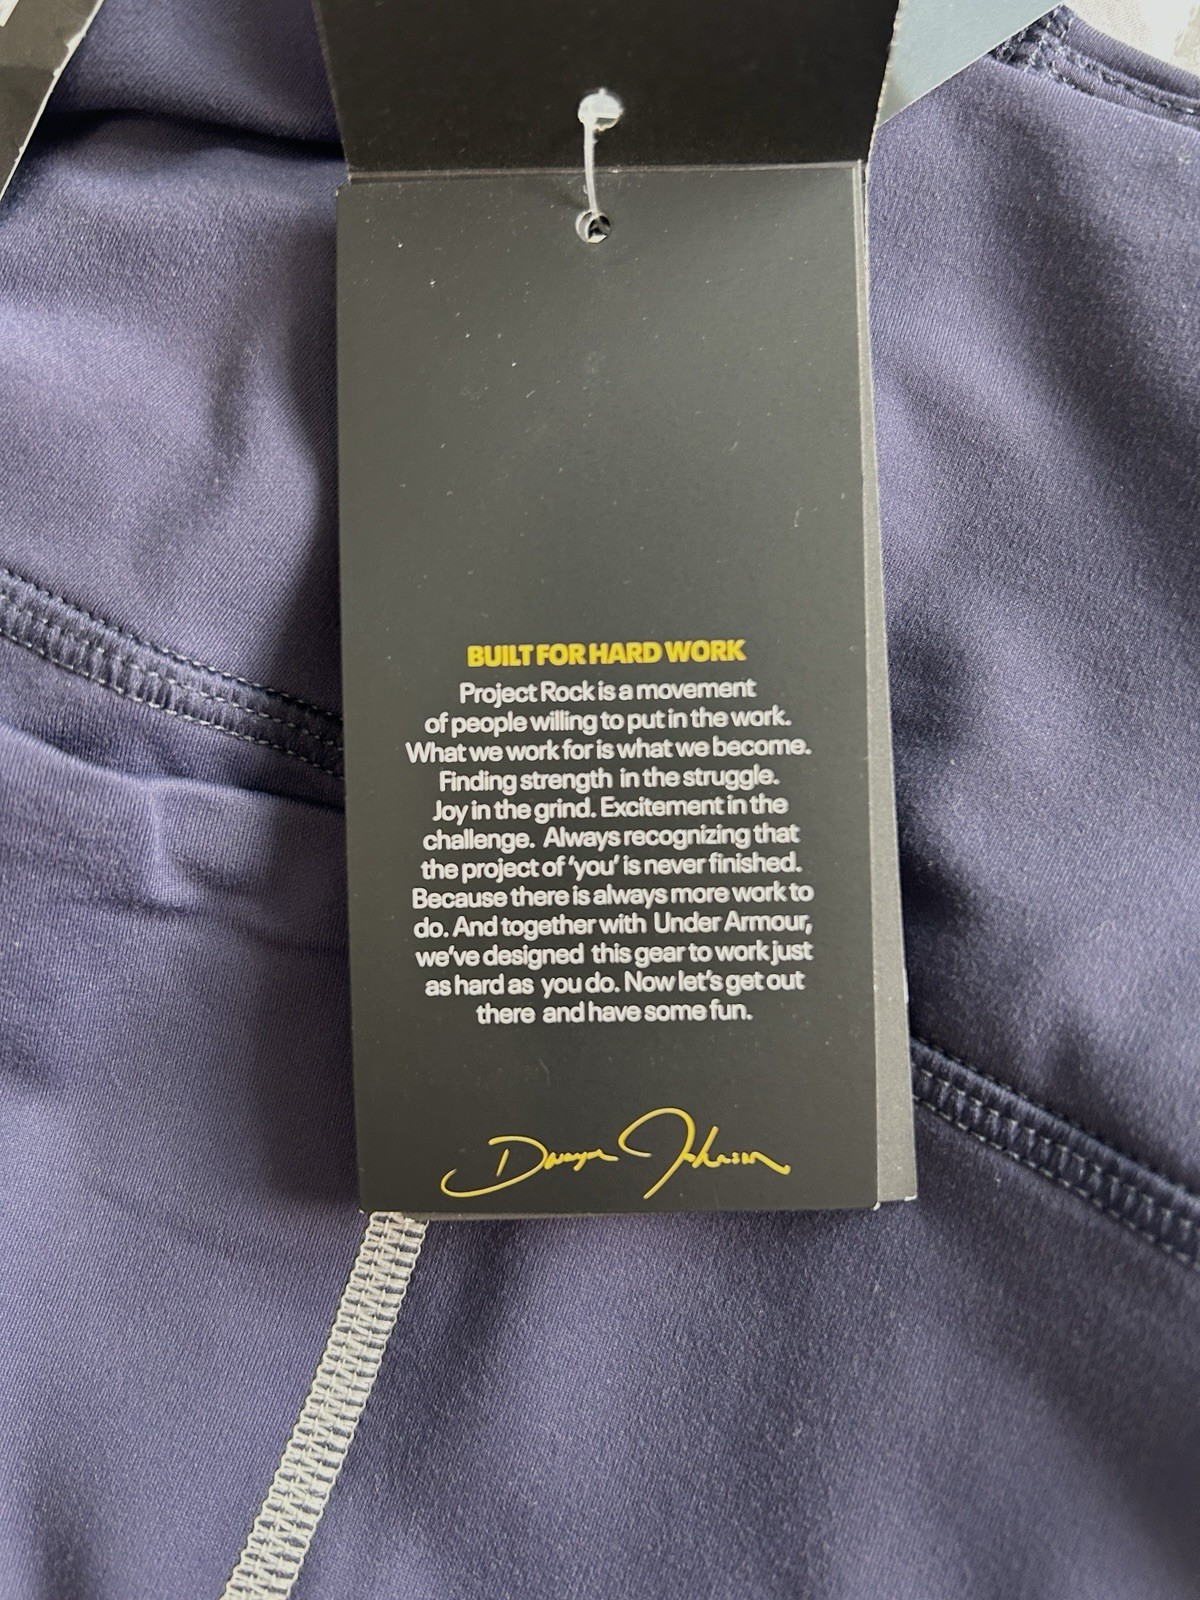 BUILT FOR HARD WORK
Project Rock is a movement
of people willing to put in the work.
What we work for is what we become.
Finding strength in the struggle.
Joy in the grind. Excitement in the
challenge. Always recognizing that
the project of 'you' is never finished.
Because there is always more work to
do. And together with Under Armour,
we've designed this gear to work just
as hard as you do. Now let's get out
there and have some fun.
Dwayne Johnson